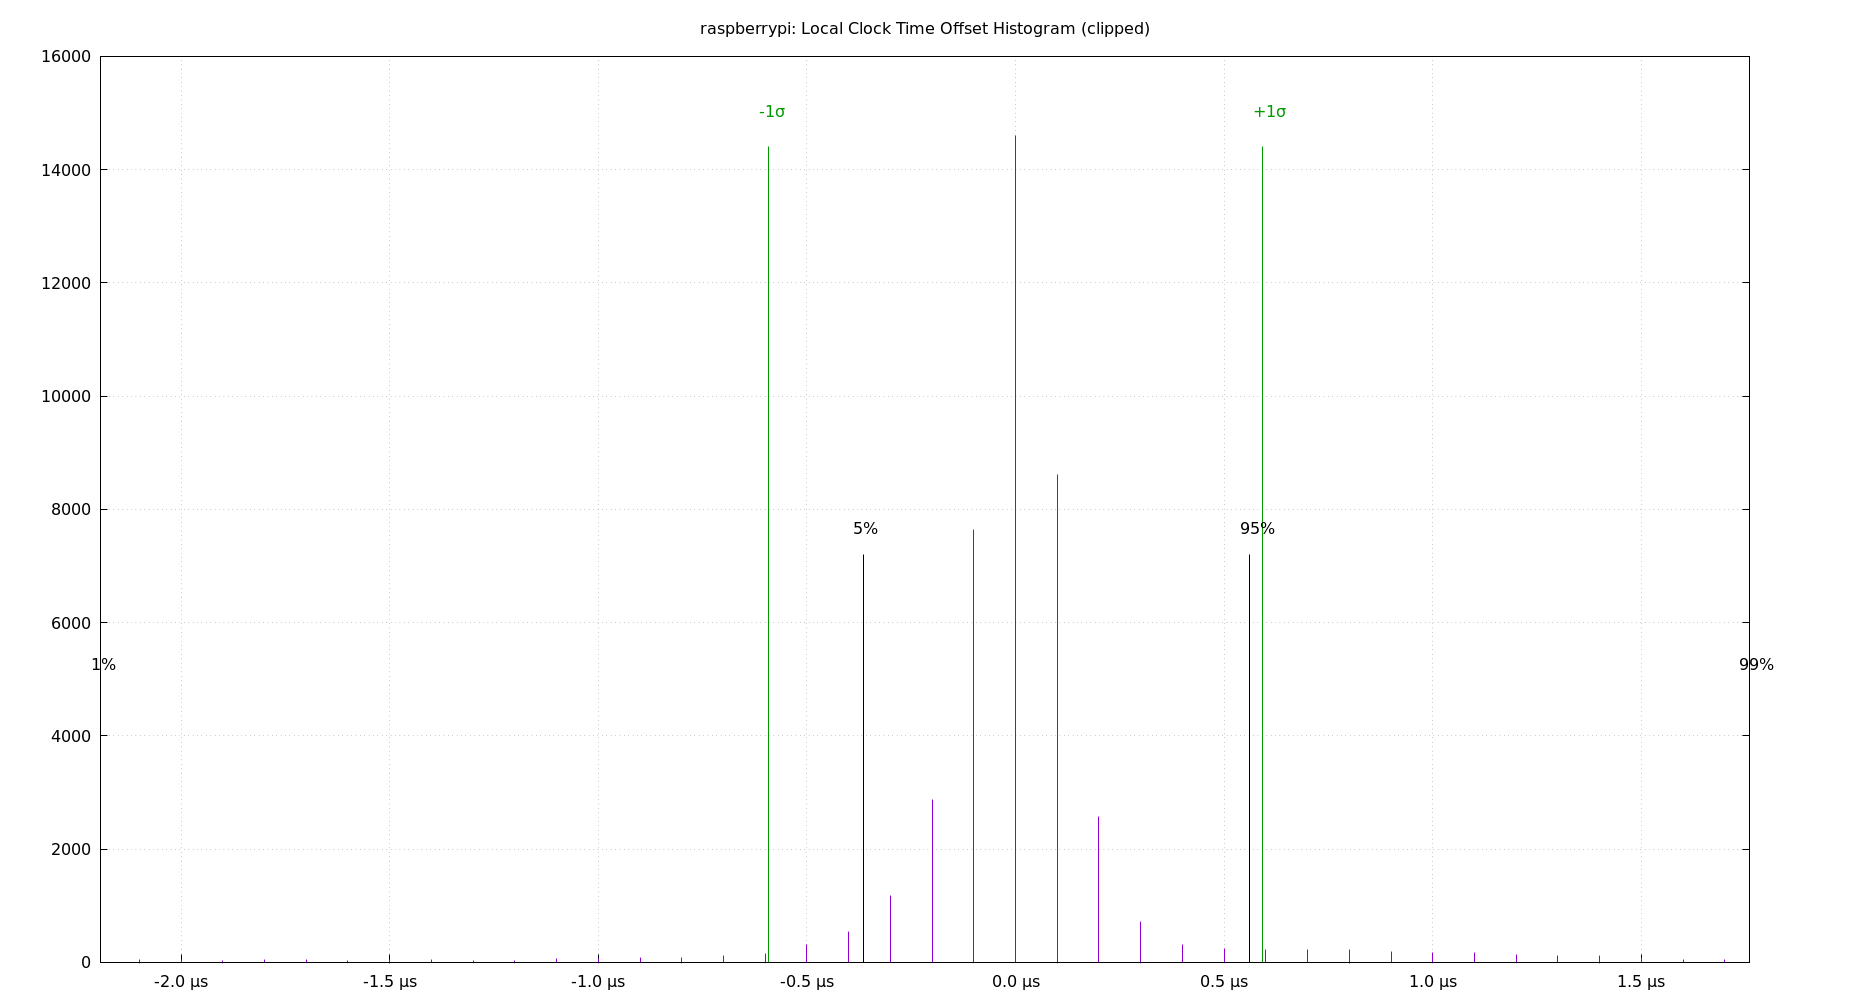 raspberrypi: Local Clock Time Offset Histogram (clipped)
16000
-1σ
+1σ
14000
12000
10000
8000
5%
95%
6000
1%
99%
4000
2000
0
-2.0 µs
-1.5 µs
-1.0 µs
-0.5 µs
0.0 µs
0.5 µs
1.0 µs
1.5 µs